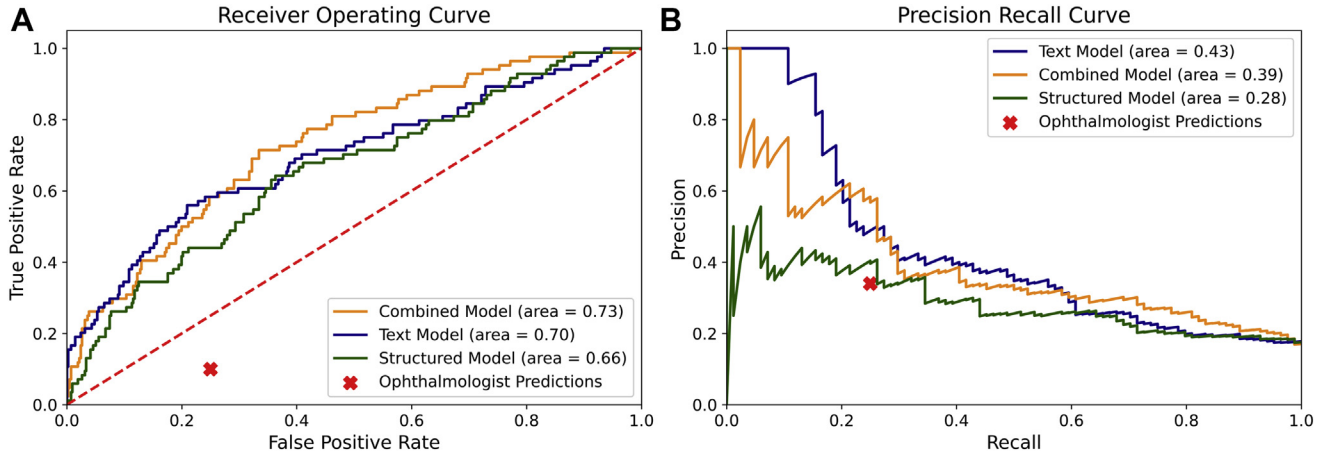 A
Receiver Operating Curve
True Positive Rate
1.0
0.8
0.6
0.4
0.2
0.0
Combined Model (area = 0.73)
Text Model (area = 0.70)
Structured Model (area = 0.66)
Ophthalmologist Predictions
0.0 0.2 0.4 0.6 0.8 1.0
False Positive Rate
B
Precision Recall Curve
Precision
1.0
0.8
0.6
0.4
0.2
0.0
Text Model (area = 0.43)
Combined Model (area = 0.39)
Structured Model (area = 0.28)
Ophthalmologist Predictions
0.0 0.2 0.4 0.6 0.8 1.0
Recall